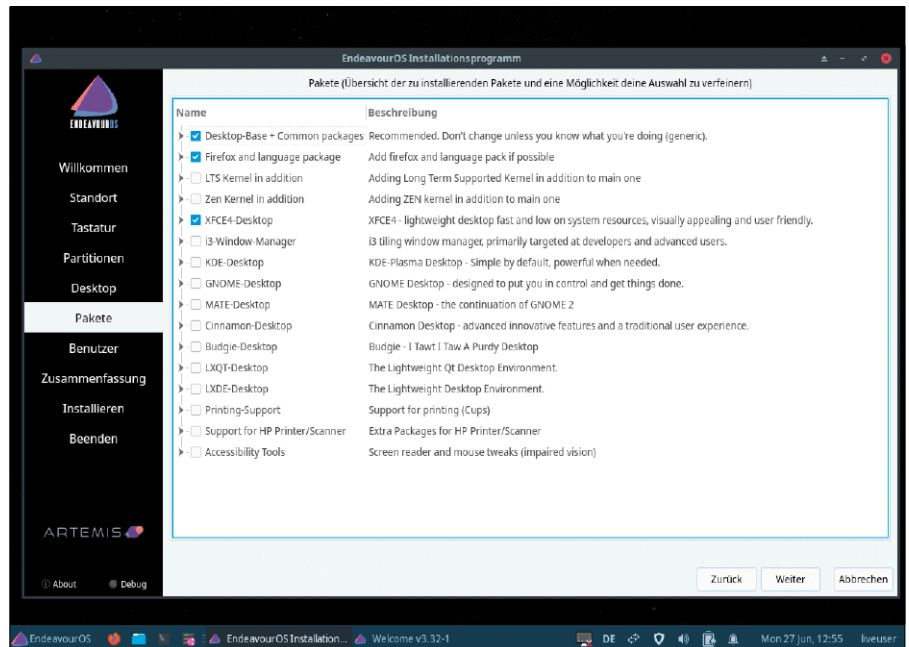 EndeavourOS Installationsprogramm
ENDEAVOUROS
Willkommen
Standort
Tastatur
Partitionen
Desktop
Pakete
Benutzer
Zusammenfassung
Installieren
Beenden
ARTEMIS
About Debug
Pakete (Übersicht der zu installierenden Pakete und eine Möglichkeit deine Auswahl zu verfeinern)
Name Beschreibung
Desktop-Base + Common packages Recommended. Don't change unless you know what you're doing (generic).
Firefox and language package Add firefox and language pack if possible
LTS Kernel in addition Adding Long Term Supported Kernel in addition to main one
Zen Kernel in addition Adding ZEN kernel in addition to main one
XFCE4-Desktop XFCE4 - lightweight desktop fast and low on system resources, visually appealing and user friendly.
i3-Window-Manager i3 tiling window manager, primarily targeted at developers and advanced users.
KDE-Desktop KDE-Plasma Desktop - Simple by default, powerful when needed.
GNOME-Desktop GNOME Desktop - designed to put you in control and get things done.
MATE-Desktop MATE Desktop - the continuation of GNOME 2
Cinnamon-Desktop Cinnamon Desktop - advanced innovative features and a traditional user experience.
Budgie-Desktop Budgie - I Tawt I Taw A Purdy Desktop
LXQT-Desktop The Lightweight Qt Desktop Environment.
LXDE-Desktop The Lightweight Desktop Environment.
Printing-Support Support for printing (Cups)
Support for HP Printer/Scanner Extra Packages for HP Printer/Scanner
Accessibility Tools Screen reader and mouse tweaks (impaired vision)
Zurück Weiter Abbrechen
EndeavourOS EndeavourOS Installation... Welcome v3.32-1 DE Mon 27 Jun, 12:55 liveuser